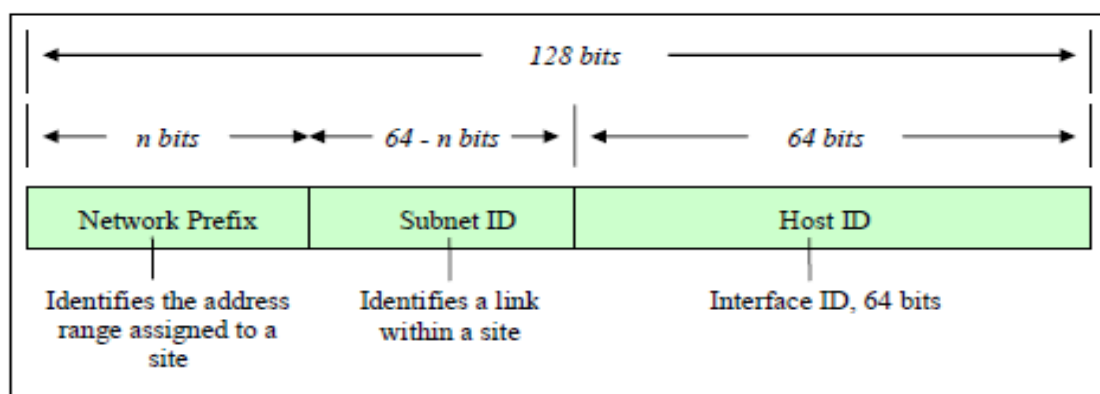 128 bits
n bits
64 - n bits
64 bits
Network Prefix
Subnet ID
Host ID
Identifies the address
range assigned to a
site
Identifies a link
within a site
Interface ID, 64 bits